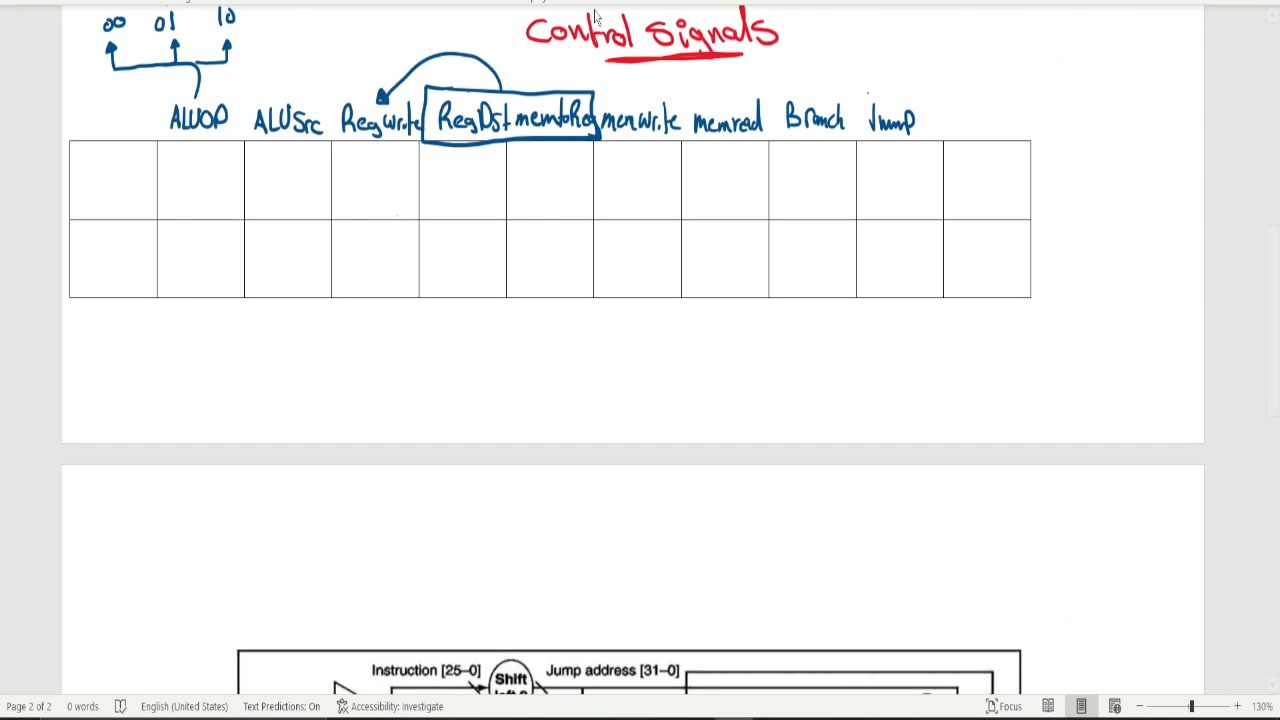 00 01 10
Control Signals
ALUOP ALUSrc RegWrite RegDst memtoReg memWrite memread Branch Jump
Instruction [25–0] Shift Jump address [31–0]
Page 2 of 2 0 words English (United States) Text Predictions: On Accessibility: Investigate Focus 130%